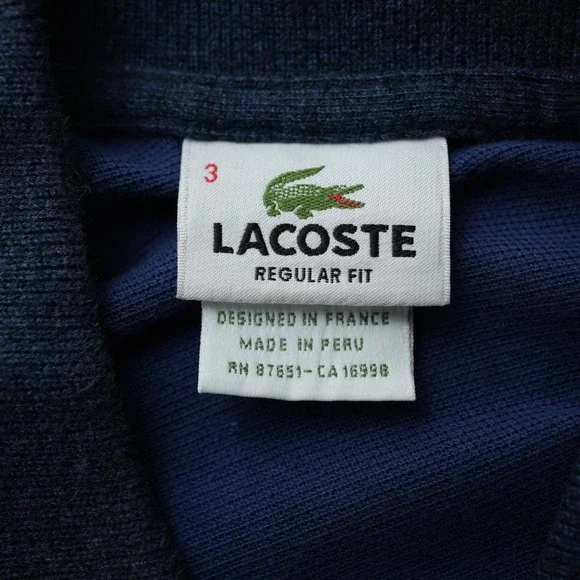 3
LACOSTE
REGULAR FIT
DESIGNED IN FRANCE
MADE IN PERU
RN 87651-CA 16998